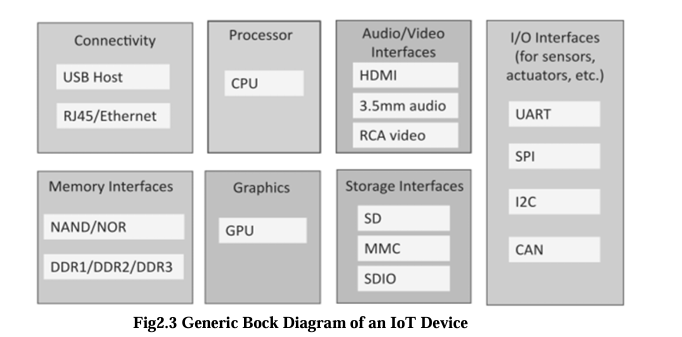 Connectivity
USB Host
RJ45/Ethernet
Processor
CPU
Audio/Video
Interfaces
HDMI
3.5mm audio
RCA video
I/O Interfaces
(for sensors,
actuators, etc.)
UART
SPI
I2C
CAN
Memory Interfaces
NAND/NOR
DDR1/DDR2/DDR3
Graphics
GPU
Storage Interfaces
SD
MMC
SDIO
Fig2.3 Generic Bock Diagram of an IoT Device